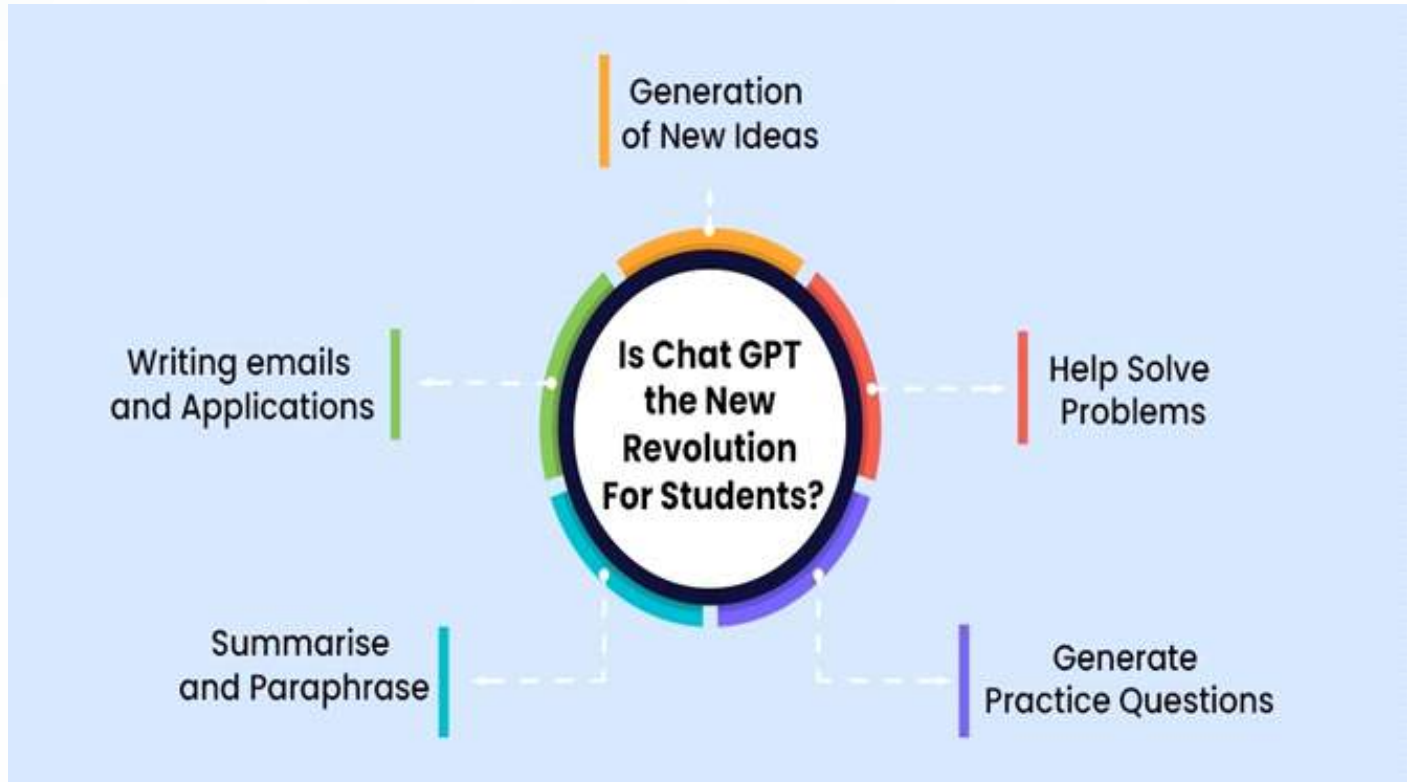 Generation
of New Ideas
Writing emails
and Applications
Is Chat GPT
the New
Revolution
For Students?
Help Solve
Problems
Summarise
and Paraphrase
Generate
Practice Questions